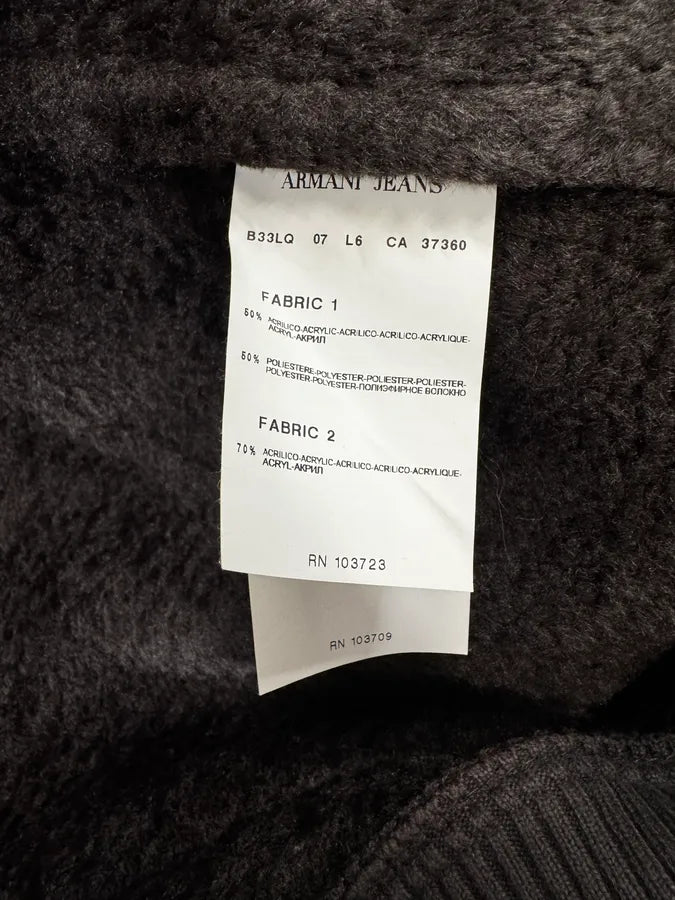 ARMANI JEANS
B33LQ 07 L6 CA 37360
FABRIC 1
50% ACRILICO-ACRYLIC-ACRILICO-ACRILICO-ACRYLIQUE-
ACRYL-АКРИЛ
50% POLIESTERE-POLYESTER-POLIESTER-POLIESTER-
POLYESTER-POLYESTER-ПОЛИЭФИРНОЕ ВОЛОКНО
FABRIC 2
70% ACRILICO-ACRYLIC-ACRILICO-ACRILICO-ACRYLIQUE-
ACRYL-АКРИЛ
RN 103723
RN 103709